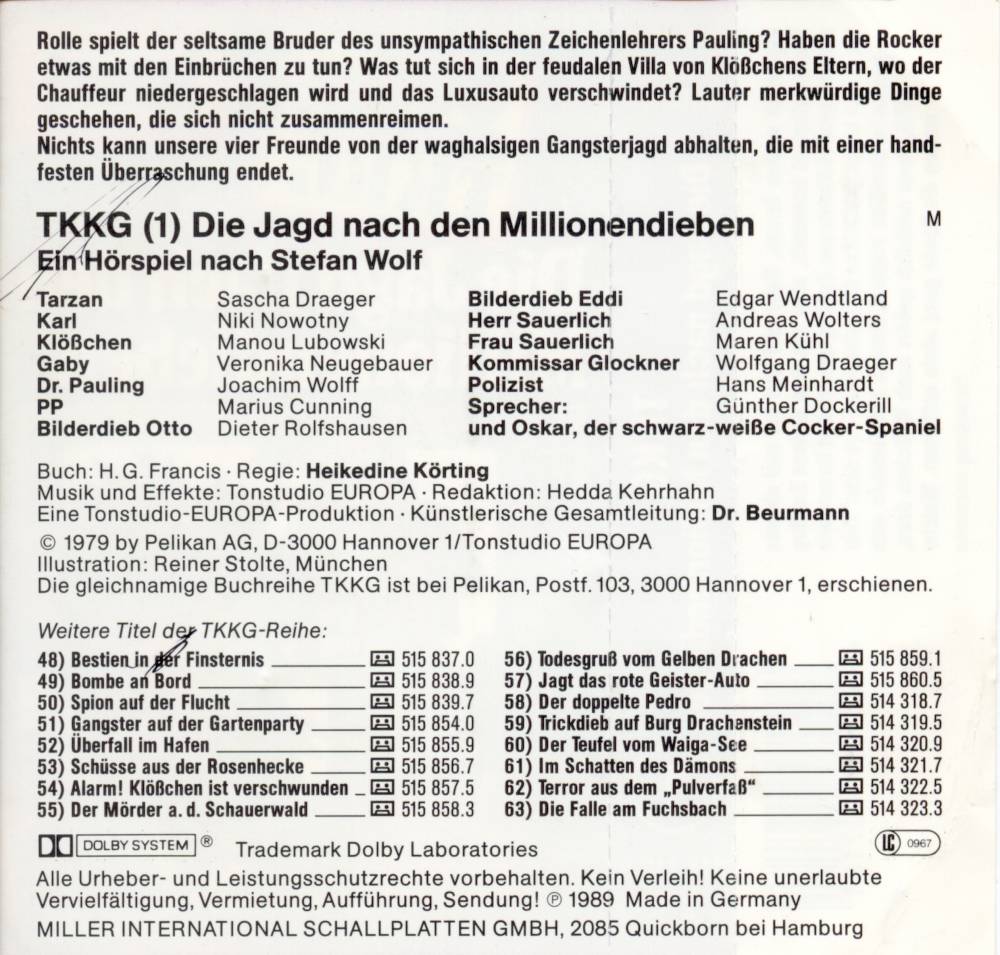 Rolle spielt der seltsame Bruder des unsympathischen Zeichenlehrers Pauling? Haben die Rocker
etwas mit den Einbrüchen zu tun? Was tut sich in der feudalen Villa von Klößchens Eltern, wo der
Chauffeur niedergeschlagen wird und das Luxusauto verschwindet? Lauter merkwürdige Dinge
geschehen, die sich nicht zusammenreimen.
Nichts kann unsere vier Freunde von der waghalsigen Gangsterjagd abhalten, die mit einer hand-
festen Überraschung endet.
TKKG (1) Die Jagd nach den Millionendieben M
Ein Hörspiel nach Stefan Wolf
Tarzan Sascha Draeger Bilderdieb Eddi Edgar Wendtland
Karl Niki Nowotny Herr Sauerlich Andreas Wolters
Klößchen Manou Lubowski Frau Sauerlich Maren Kühl
Gaby Veronika Neugebauer Kommissar Glockner Wolfgang Draeger
Dr. Pauling Joachim Wolff Polizist Hans Meinhardt
PP Marius Cunning Sprecher: Günther Dockerill
Bilderdieb Otto Dieter Rolfshausen und Oskar, der schwarz-weiße Cocker-Spaniel
Buch: H.G. Francis · Regie: Heikedine Körting
Musik und Effekte: Tonstudio EUROPA · Redaktion: Hedda Kehrhahn
Eine Tonstudio-EUROPA-Produktion · Künstlerische Gesamtleitung: Dr. Beurmann
© 1979 by Pelikan AG, D-3000 Hannover 1/Tonstudio EUROPA
Illustration: Reiner Stolte, München
Die gleichnamige Buchreihe TKKG ist bei Pelikan, Postf. 103, 3000 Hannover 1, erschienen.
Weitere Titel der TKKG-Reihe:
48) Bestien in der Finsternis 515 837.0 56) Todesgruß vom Gelben Drachen 515 859.1
49) Bombe an Bord 515 838.9 57) Jagt das rote Geister-Auto 515 860.5
50) Spion auf der Flucht 515 839.7 58) Der doppelte Pedro 514 318.7
51) Gangster auf der Gartenparty 515 854.0 59) Trickdieb auf Burg Drachenstein 514 319.5
52) Überfall im Hafen 515 855.9 60) Der Teufel vom Waiga-See 514 320.9
53) Schüsse aus der Rosenhecke 515 856.7 61) Im Schatten des Dämons 514 321.7
54) Alarm! Klößchen ist verschwunden 515 857.5 62) Terror aus dem „Pulverfaß“ 514 322.5
55) Der Mörder a. d. Schauerwald 515 858.3 63) Die Falle am Fuchsbach 514 323.3
DOLBY SYSTEM ® Trademark Dolby Laboratories LC 0967
Alle Urheber- und Leistungsschutzrechte vorbehalten. Kein Verleih! Keine unerlaubte
Vervielfältigung, Vermietung, Aufführung, Sendung! ℗ 1989 Made in Germany
MILLER INTERNATIONAL SCHALLPLATTEN GMBH, 2085 Quickborn bei Hamburg